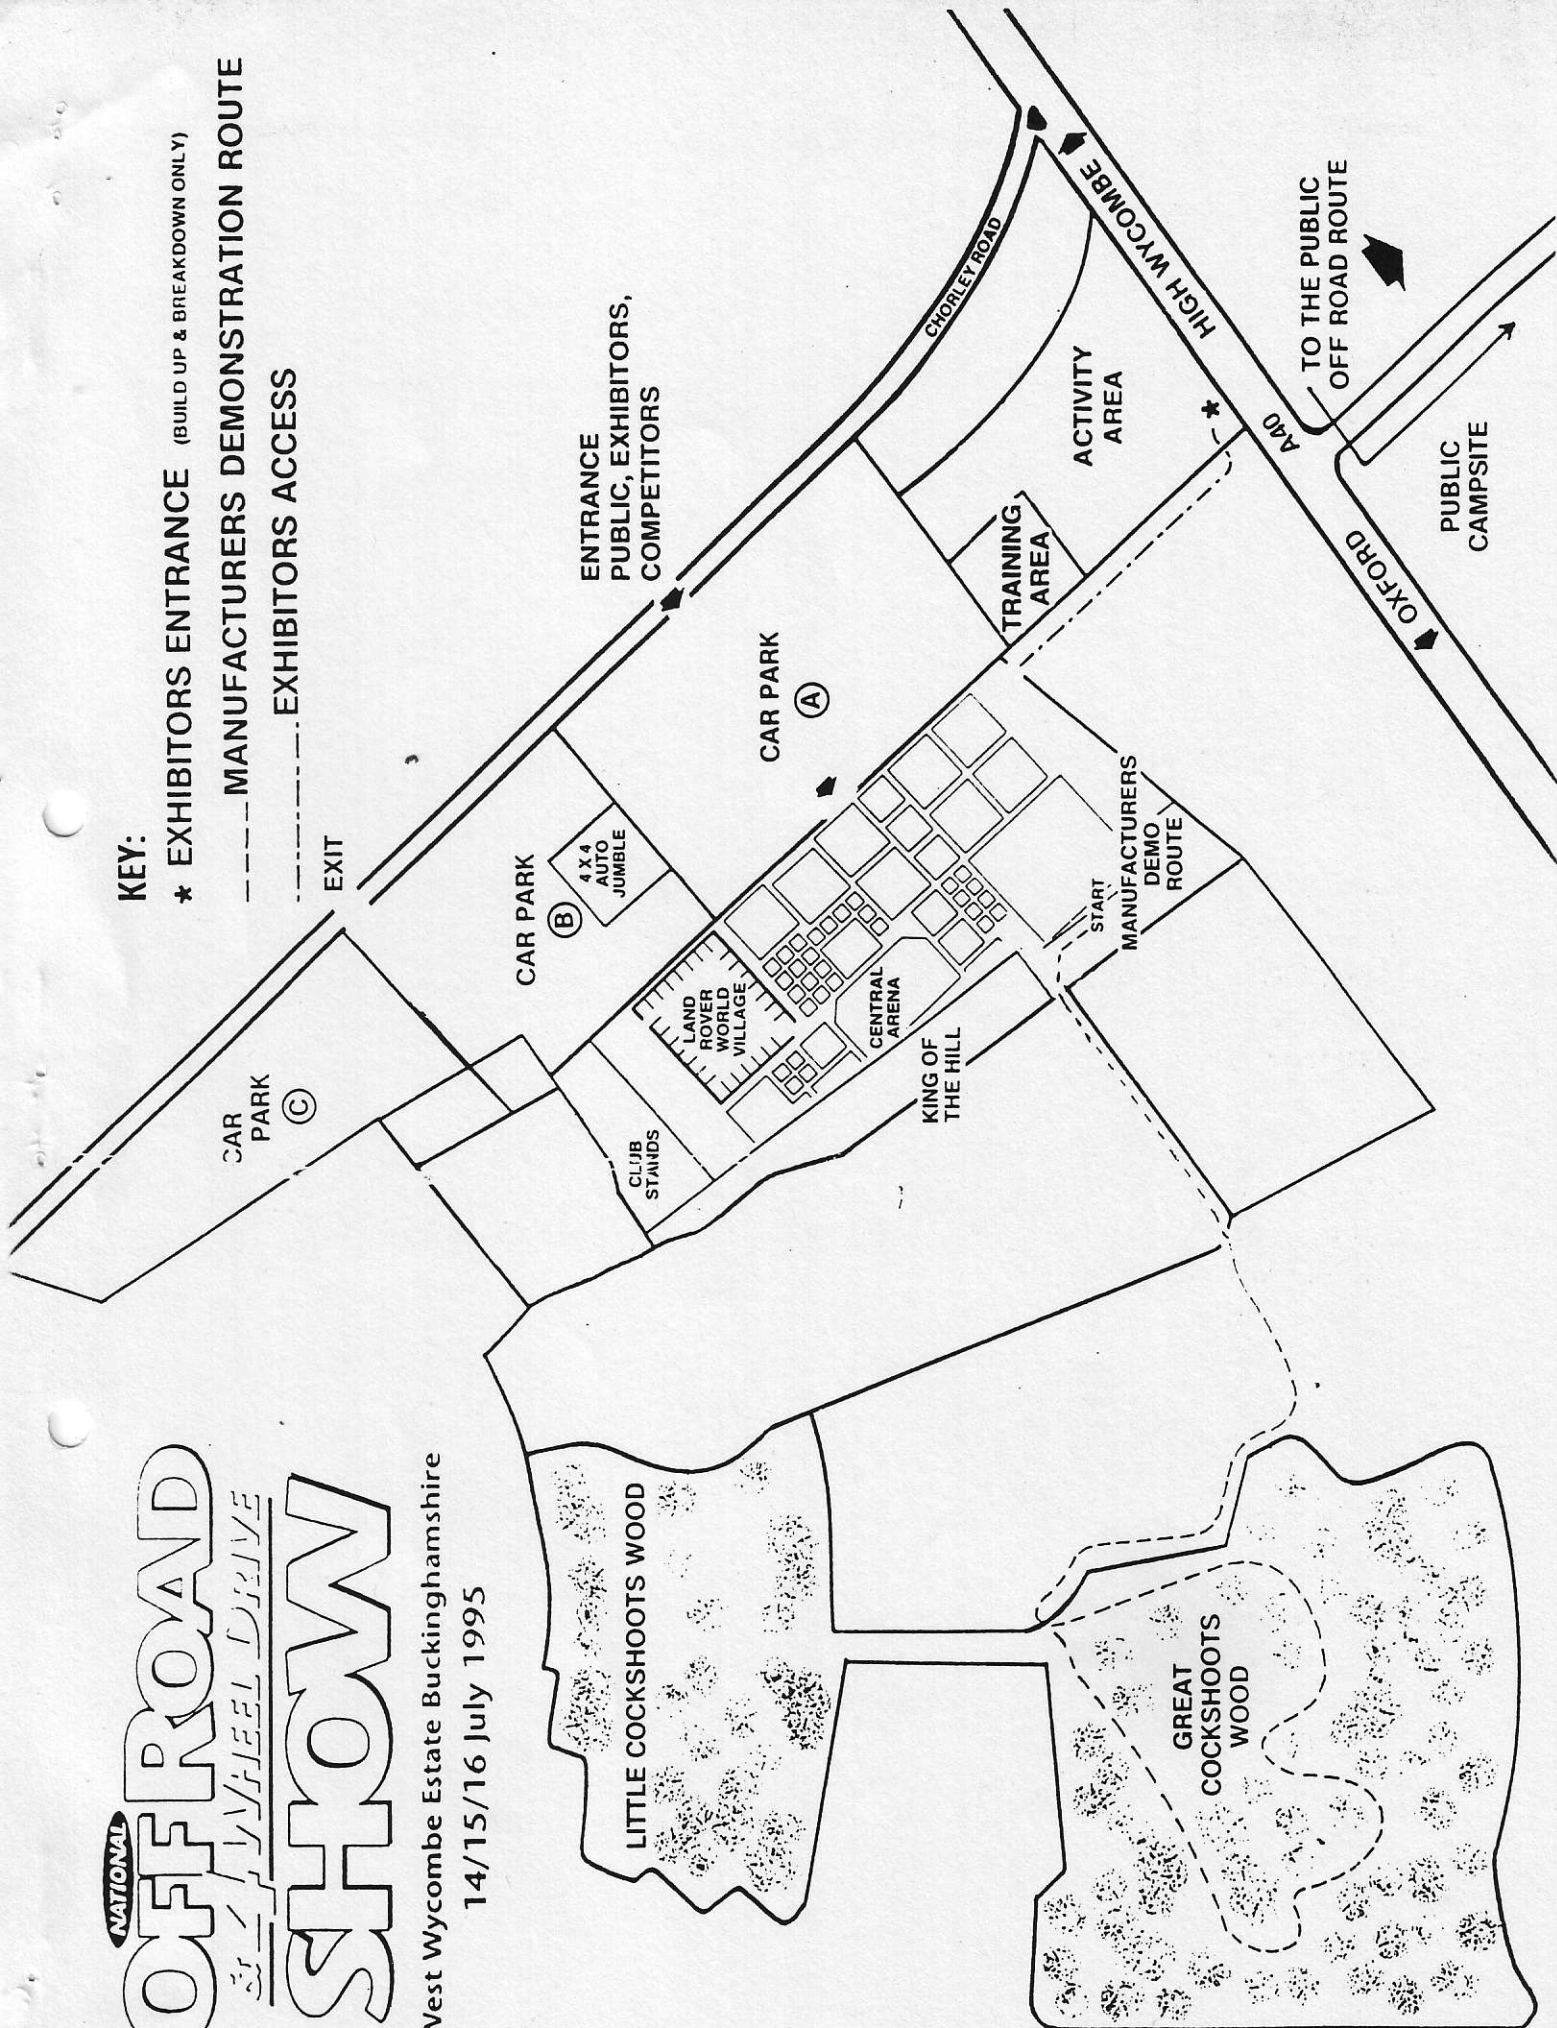 NATIONAL
OFF ROAD
& 4 WHEEL DRIVE
SHOW
West Wycombe Estate Buckinghamshire
14/15/16 July 1995
KEY:
★ EXHIBITORS ENTRANCE (BUILD UP & BREAKDOWN ONLY)
MANUFACTURERS DEMONSTRATION ROUTE
EXHIBITORS ACCESS
EXIT
CAR
PARK
C
CAR PARK
B
4 X 4
AUTO
JUMBLE
ENTRANCE
PUBLIC, EXHIBITORS,
COMPETITORS
CAR PARK
A
CHORLEY ROAD
LAND
ROVER
WORLD
VILLAGE
CLUB
STANDS
CENTRAL
ARENA
KING OF
THE HILL
TRAINING
AREA
ACTIVITY
AREA
START
MANUFACTURERS
DEMO
ROUTE
HIGH WYCOMBE
A40
OXFORD
TO THE PUBLIC
OFF ROAD ROUTE
PUBLIC
CAMPSITE
LITTLE COCKSHOOTS WOOD
GREAT
COCKSHOOTS
WOOD